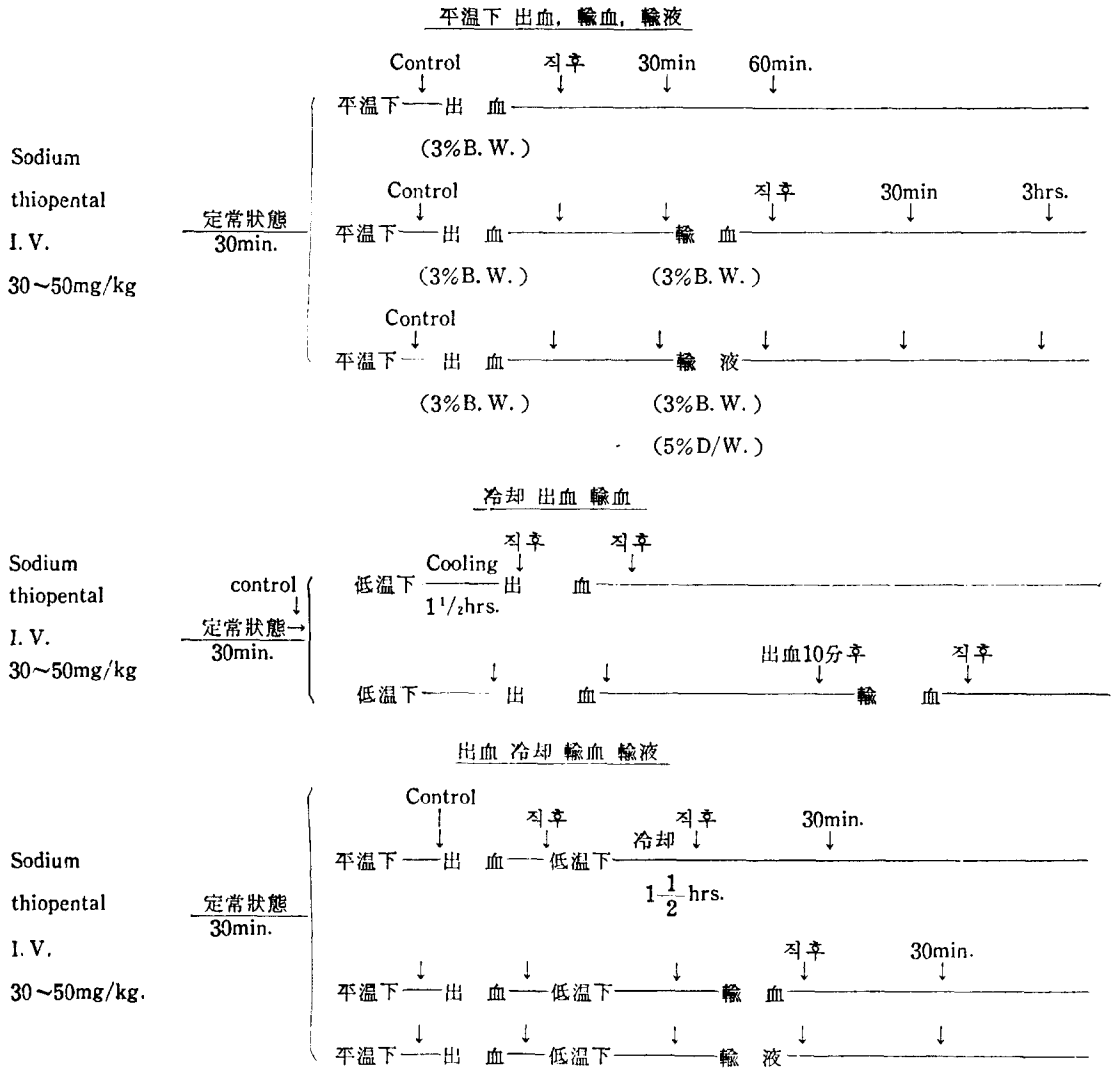 平温下 出血, 輸血, 輸液
Control 직후 30min 60min.
↓ ↓ ↓ ↓
平温下 出 血
(3%B. W. )
Sodium
thiopental
I. V.
30~50mg/kg
定常狀態
30min.
Control 직후 30min 3hrs.
↓ ↓ ↓ ↓ ↓ ↓
平温下 出 血 輸 血
(3%B. W. ) (3%B. W. )
Control
↓ ↓ ↓ ↓ ↓ ↓
平温下 出 血 輸 液
(3%B. W. ) (3%B. W. )
(5%D/W. )
冷却 出血 輸血
직후 직후
Sodium
thiopental
I. V.
30~50mg/kg
control
↓
定常狀態→
30min.
Cooling ↓ ↓
低温下 出 血
1 1/2hrs.
出血10分후 직후
↓ ↓ ↓ ↓
低温下 出 血 輸 血
出血 冷却 輸血 輸液
Control
직후 직후 30min.
↓ ↓ 冷却 ↓ ↓
平温下 出 血 低温下
1 1/2 hrs.
Sodium
thiopental
I. V.
30~50mg/kg.
定常狀態
30min.
직후 30min.
↓ ↓ ↓ ↓ ↓
平温下 出 血 低温下 輸 血
↓ ↓ ↓ ↓ ↓
平温下 出 血 低温下 輸 液